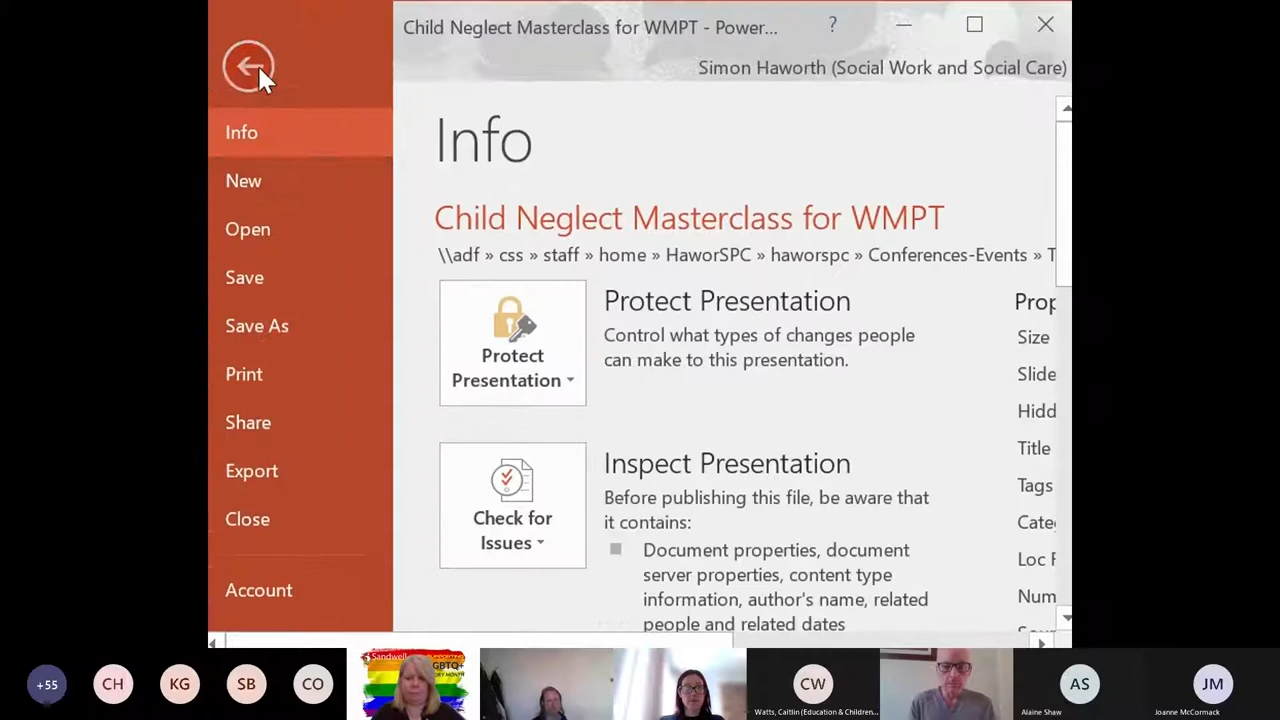 Child Neglect Masterclass for WMPT - Power...
?
Simon Haworth (Social Work and Social Care)
Info
New
Open
Save
Save As
Print
Share
Export
Close
Account
Info
Child Neglect Masterclass for WMPT
\\adf » css » staff » home » HaworSPC » haworspc » Conferences-Events » T
Protect
Presentation
Protect Presentation
Control what types of changes people
can make to this presentation.
Check for
Issues
Inspect Presentation
Before publishing this file, be aware that
it contains:
Document properties, document
server properties, content type
information, author's name, related
people and related dates
Prop
Size
Slide
Hidd
Title
Tags
Cate
Loc F
Num
+55
CH
KG
SB
CO
Sandwell
CW
Watts, Caitlin (Education & Children...
AS
Alaine Shaw
JM
Joanne McCormack